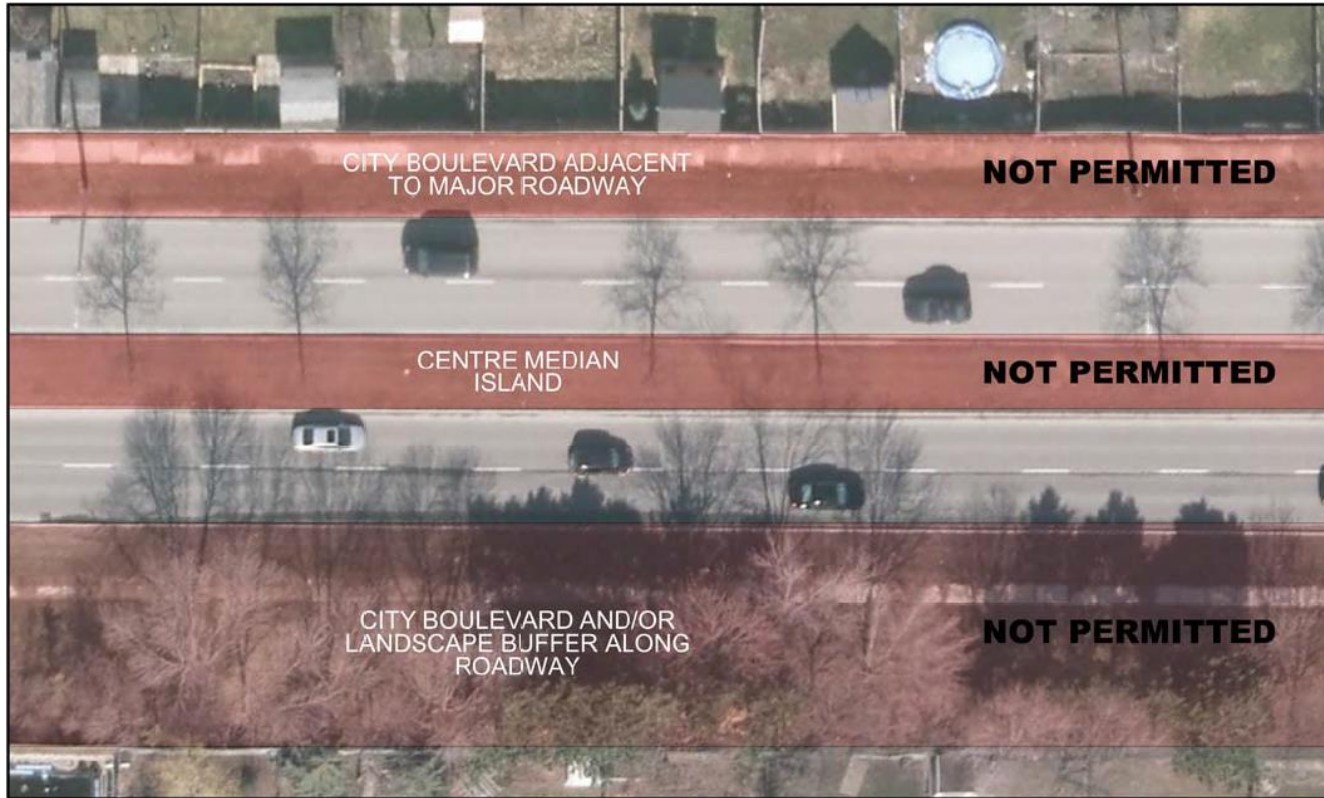 CITY BOULEVARD ADJACENT
TO MAJOR ROADWAY
NOT PERMITTED
CENTRE MEDIAN
ISLAND
NOT PERMITTED
CITY BOULEVARD AND/OR
LANDSCAPE BUFFER ALONG
ROADWAY
NOT PERMITTED